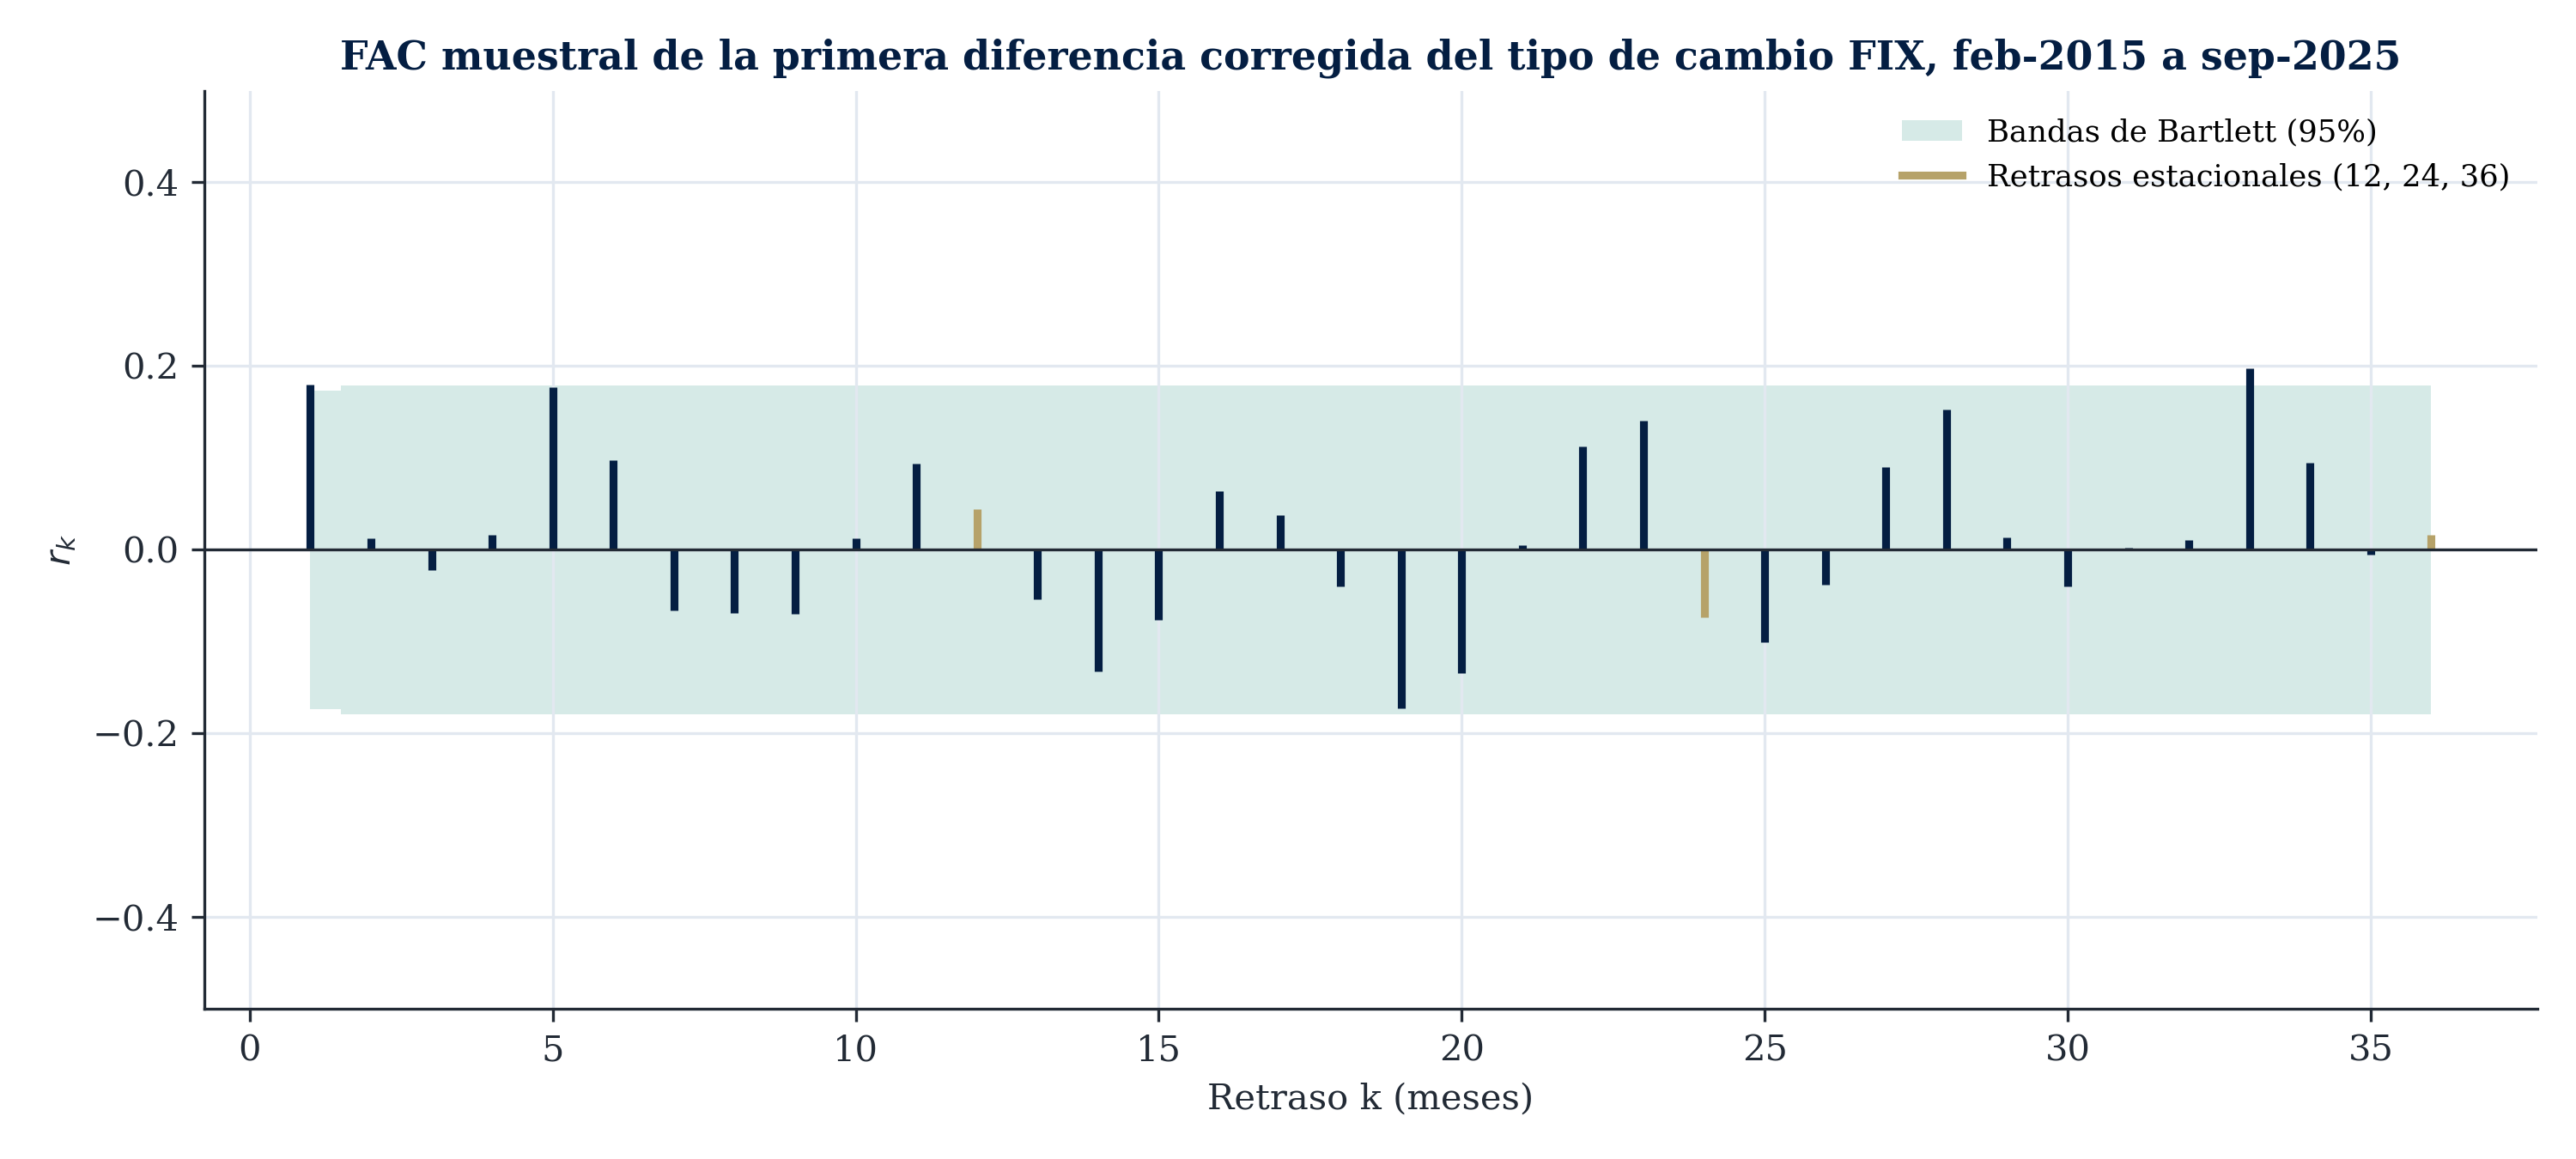 FAC muestral de la primera diferencia corregida del tipo de cambio FIX, feb-2015 a sep-2025
Bandas de Bartlett (95%)
Retrasos estacionales (12, 24, 36)
0.4
0.2
0.0
−0.2
−0.4
rₖ
0 5 10 15 20 25 30 35
Retraso k (meses)